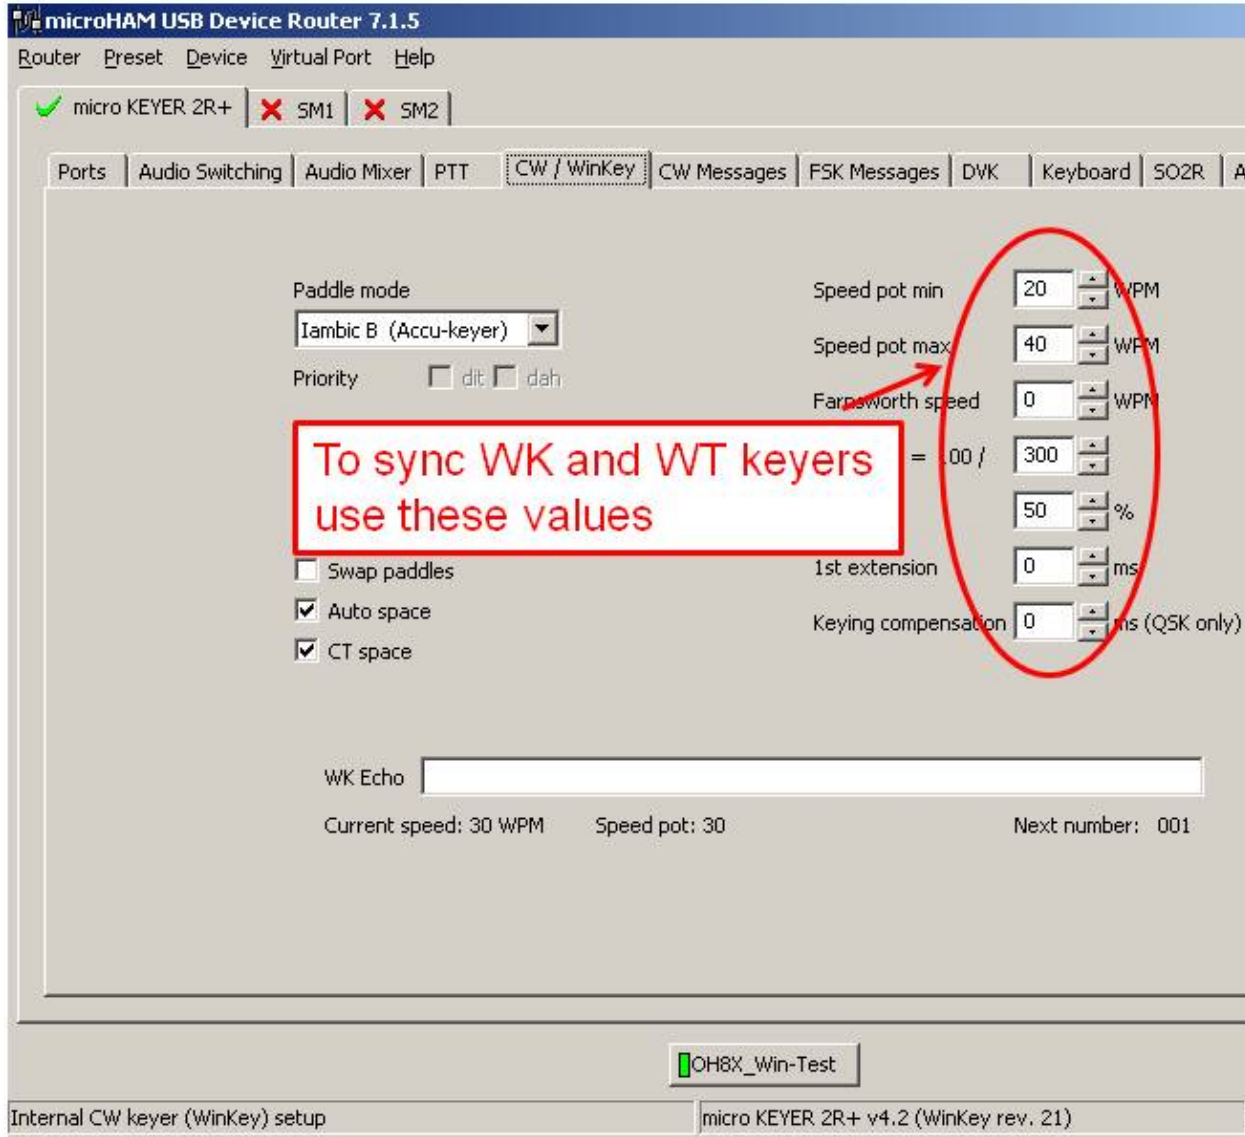 microHAM USB Device Router 7.1.5
Router Preset Device Virtual Port Help
micro KEYER 2R+ SM1 SM2
Ports Audio Switching Audio Mixer PTT CW / WinKey CW Messages FSK Messages DVK Keyboard SO2R A
Paddle mode
Iambic B (Accu-keyer)
Priority dit dah
Speed pot min 20 WPM
Speed pot max 40 WPM
Farnsworth speed 0 WPM
To sync WK and WT keyers
use these values
= 100 / 300
50 %
Swap paddles
Auto space
CT space
1st extension 0 ms
Keying compensation 0 ms (QSK only)
WK Echo
Current speed: 30 WPM Speed pot: 30 Next number: 001
OH8X_Win-Test
Internal CW keyer (WinKey) setup micro KEYER 2R+ v4.2 (WinKey rev. 21)